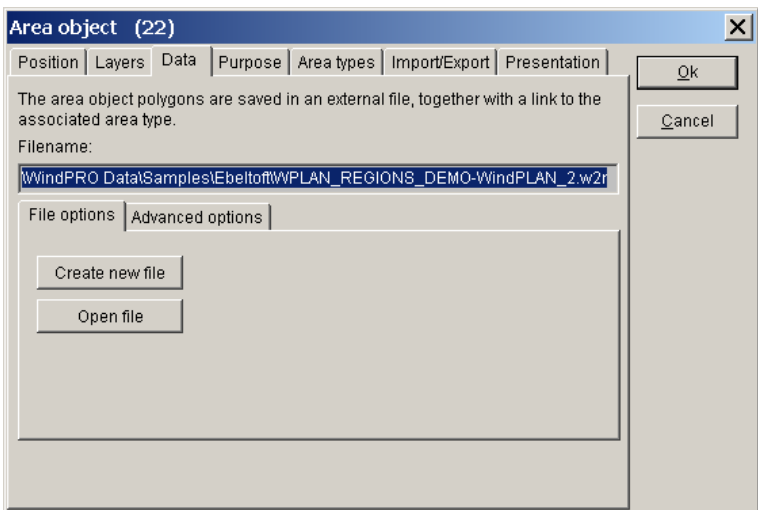 Area object (22)
Position Layers Data Purpose Area types Import/Export Presentation
Ok
The area object polygons are saved in an external file, together with a link to the
associated area type.
Cancel
Filename:
\WindPRO Data\Samples\Ebeltoft\WPLAN_REGIONS_DEMO-WindPLAN_2.w2r
File options Advanced options
Create new file
Open file